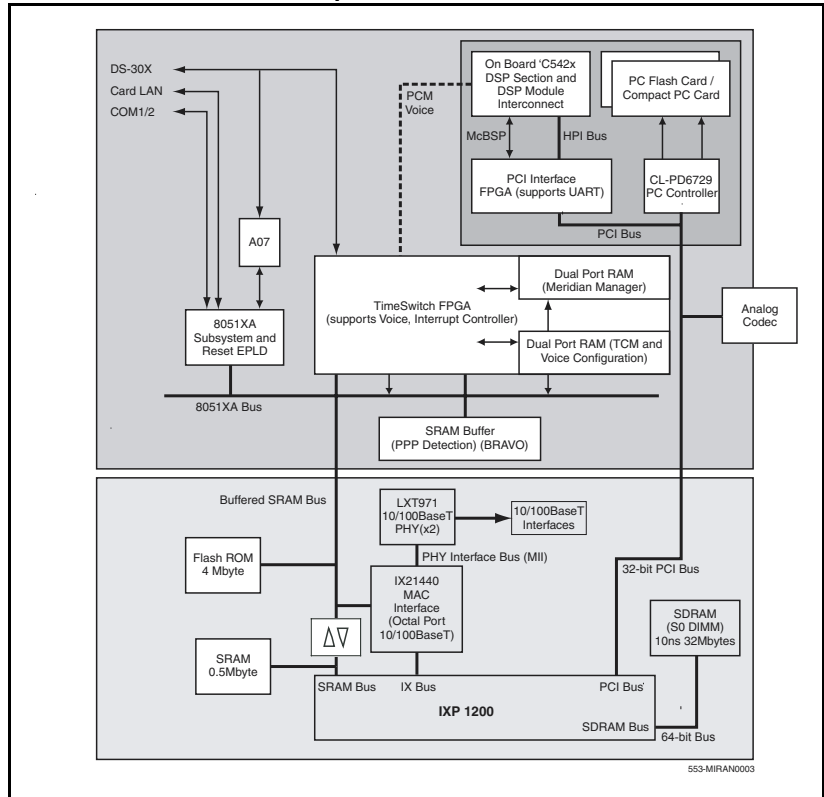 DS-30X
Card LAN
COM1/2
PCM
Voice
On Board 'C542x
DSP Section and
DSP Module
Interconnect
PC Flash Card /
Compact PC Card
McBSP
HPI Bus
PCI Interface
FPGA (supports UART)
CL-PD6729
PC Controller
PCI Bus
A07
TimeSwitch FPGA
(supports Voice, Interrupt Controller)
Dual Port RAM
(Meridian Manager)
Dual Port RAM (TCM and
Voice Configuration)
Analog
Codec
8051XA
Subsystem and
Reset EPLD
8051XA Bus
SRAM Buffer
(PPP Detection) (BRAVO)
Buffered SRAM Bus
LXT971
10/100BaseT
PHY(x2)
10/100BaseT
Interfaces
Flash ROM
4 Mbyte
PHY Interface Bus (MII)
32-bit PCI Bus
IX21440
MAC
Interface
(Octal Port
10/100BaseT)
SDRAM
(S0 DIMM)
10ns 32Mbytes
SRAM
0.5Mbyte
SRAM Bus
IX Bus
PCI Bus
IXP 1200
SDRAM Bus
64-bit Bus
553-MIRAN0003